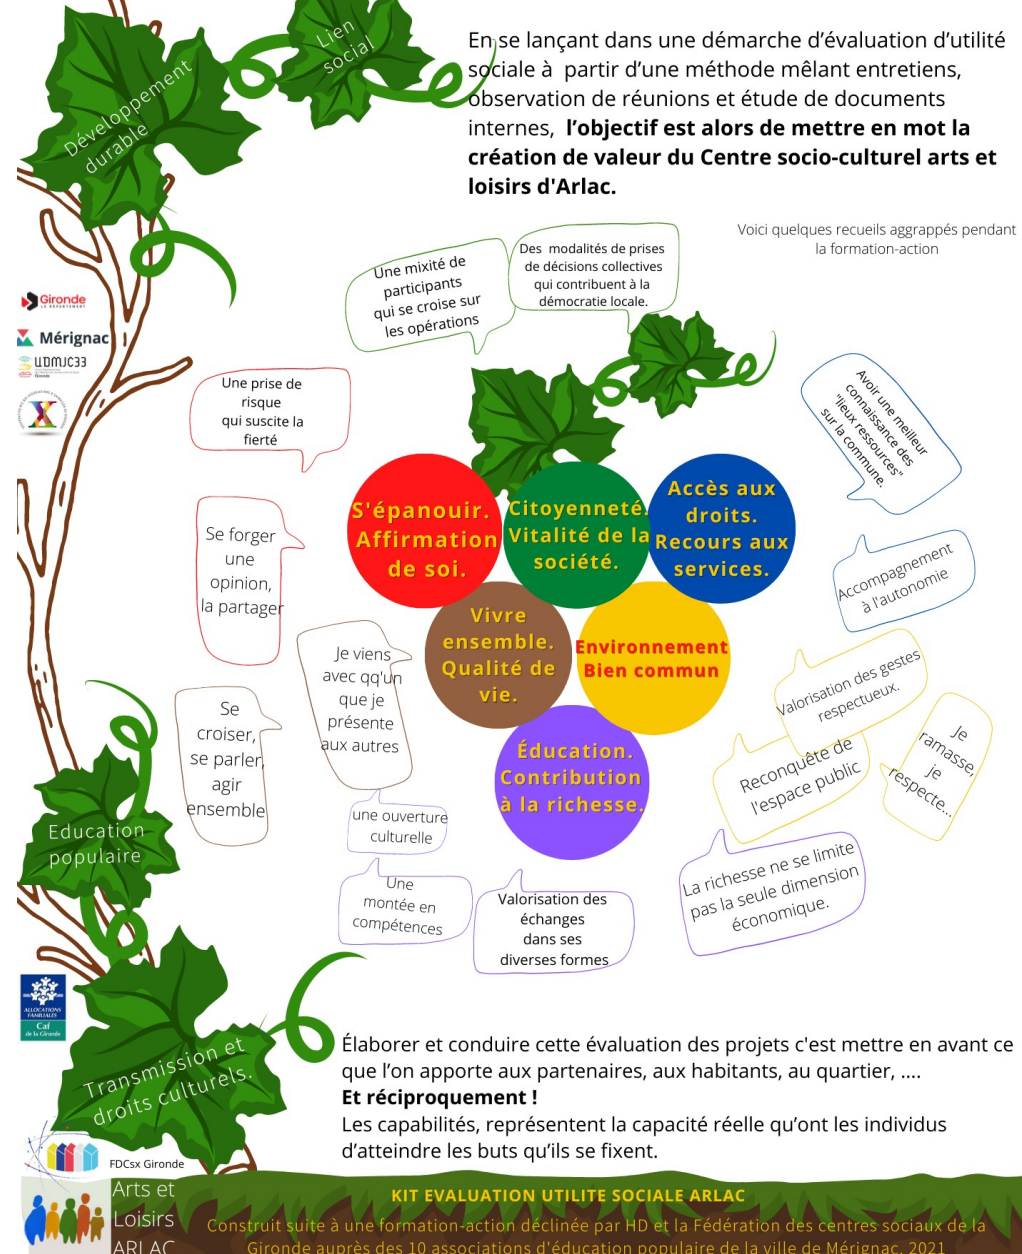 Lien
social
Développement
durable
En se lançant dans une démarche d’évaluation d’utilité
sociale à  partir d’une méthode mêlant entretiens,
observation de réunions et étude de documents
internes,  l’objectif est alors de mettre en mot la
création de valeur du Centre socio-culturel arts et
loisirs d'Arlac.
Voici quelques recueils aggrappés pendant
la formation-action
Une mixité de
participants
qui se croise sur
les opérations
Des  modalités de prises
de décisions collectives
qui contribuent à la
démocratie locale.
Gironde
LE DÉPARTEMENT
Mérignac
UDMJC33
Gironde
Une prise de
risque
qui suscite la
fierté
Avoir une meilleur
connaissance des
"lieux ressources"
sur la commune.
S'épanouir.
Affirmation
de soi.
Citoyenneté.
Vitalité de la
société.
Accès aux
droits.
Recours aux
services.
Se forger
une
opinion,
la partager
Accompagnement
à l'autonomie
Vivre
ensemble.
Qualité de
vie.
Environnement
Bien commun
Je viens
avec qq'un
que je
présente
aux autres
Valorisation des gestes
respectueux.
Se
croiser,
se parler,
agir
ensemble
Reconquête de
l'espace public
Je
ramasse,
je
respecte...
Éducation.
Contribution
à la richesse.
une ouverture
culturelle
Education
populaire
Une
montée en
compétences
Valorisation des
échanges
dans ses
diverses formes
La richesse ne se limite
pas la seule dimension
économique.
ALLOCATIONS
FAMILIALES
Caf
de la Gironde
Transmission et
droits culturels.
Élaborer et conduire cette évaluation des projets c'est mettre en avant ce
que l’on apporte aux partenaires, aux habitants, au quartier, ....
Et réciproquement !
Les capabilités, représentent la capacité réelle qu’ont les individus
d’atteindre les buts qu’ils se fixent.
FDCsx Gironde
Arts et
Loisirs
ARLAC
KIT EVALUATION UTILITE SOCIALE ARLAC
Construit suite à une formation-action déclinée par HD et la Fédération des centres sociaux de la
Gironde auprès des 10 associations d'éducation populaire de la ville de Mérignac. 2021